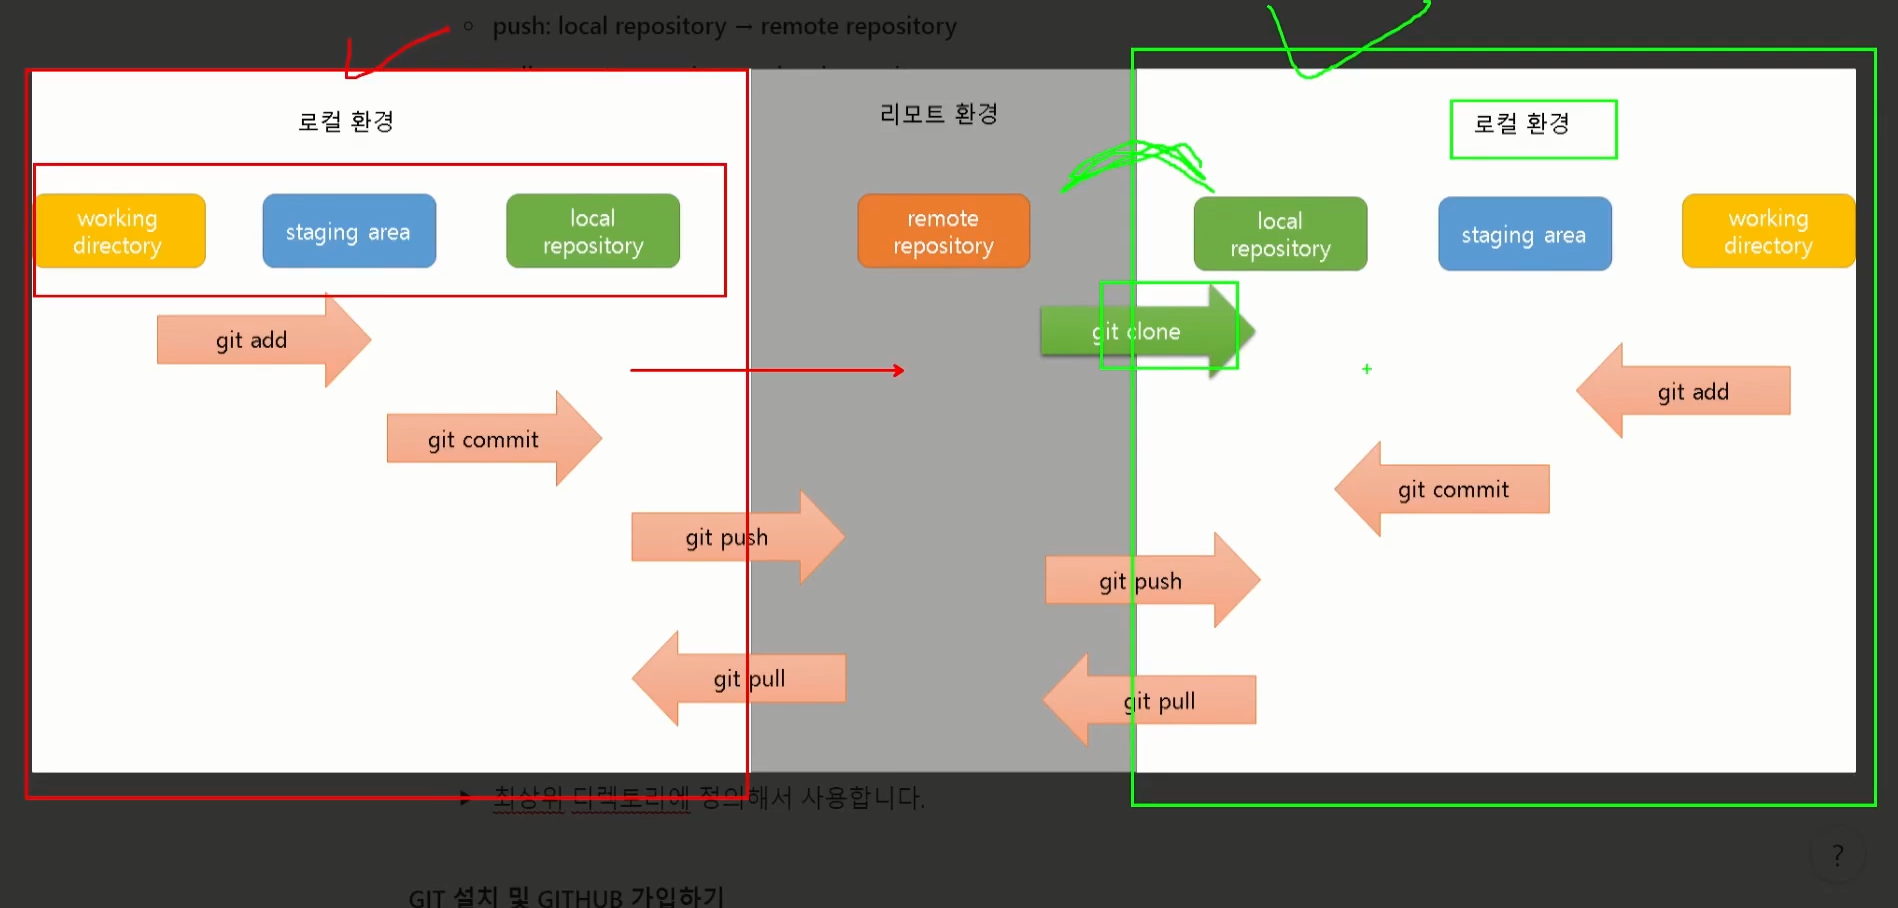 push: local repository → remote repository
로컬 환경
리모트 환경
로컬 환경
working
directory
staging area
local
repository
remote
repository
local
repository
staging area
working
directory
git add
git clone
git add
git commit
git commit
git push
git push
git pull
git pull
최상위 디렉토리에 정의해서 사용합니다.
GIT 설치 및 GITHUB 가입하기
?